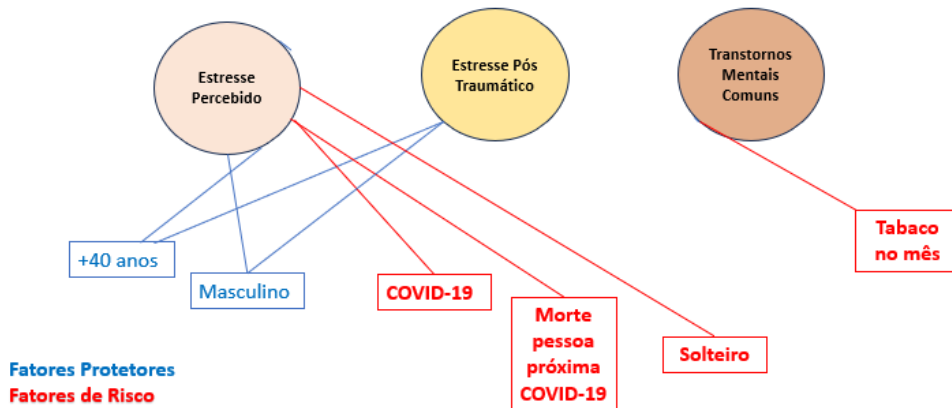 Estresse
Percebido
Estresse Pós
Traumático
Transtornos
Mentais
Comuns
+40 anos
Masculino
COVID-19
Morte
pessoa
próxima
COVID-19
Solteiro
Tabaco
no mês
Fatores Protetores
Fatores de Risco